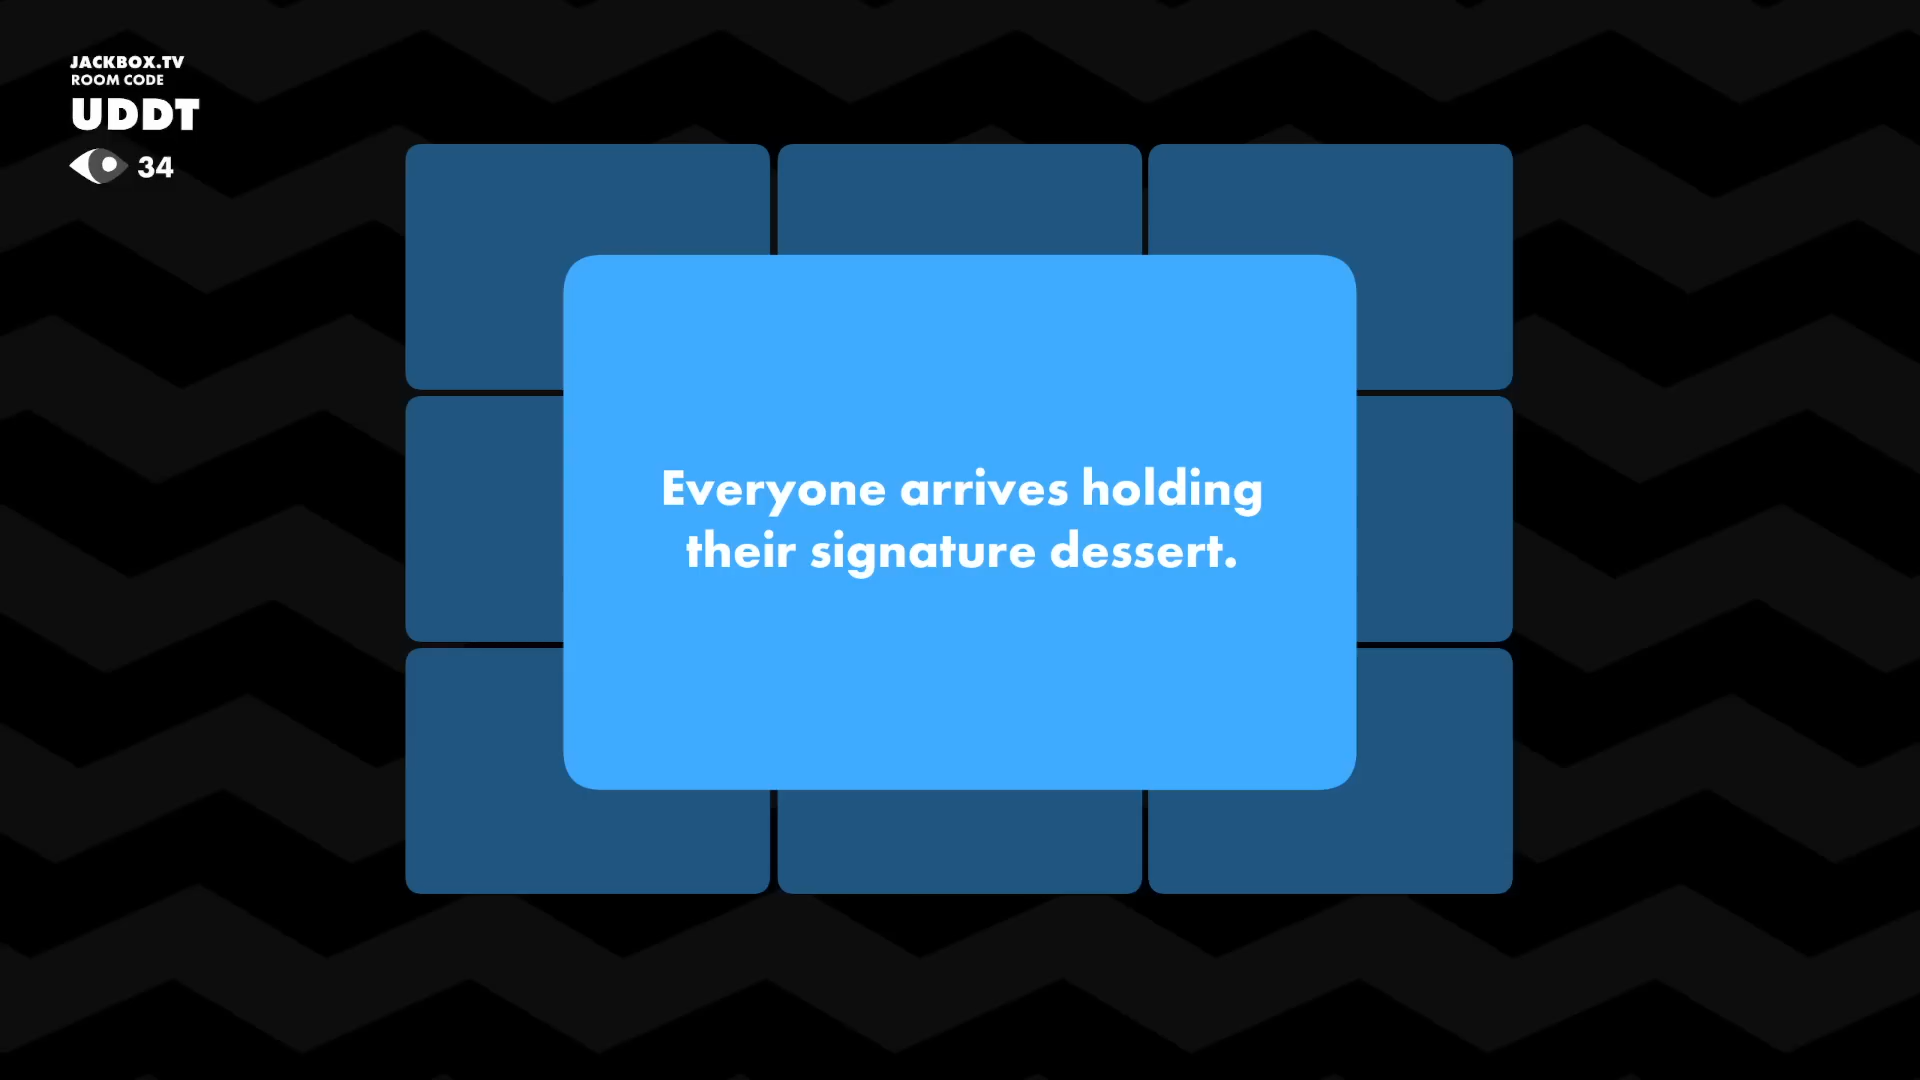 JACKBOX.TV
ROOM CODE
UDDT
34
Everyone arrives holding
their signature dessert.